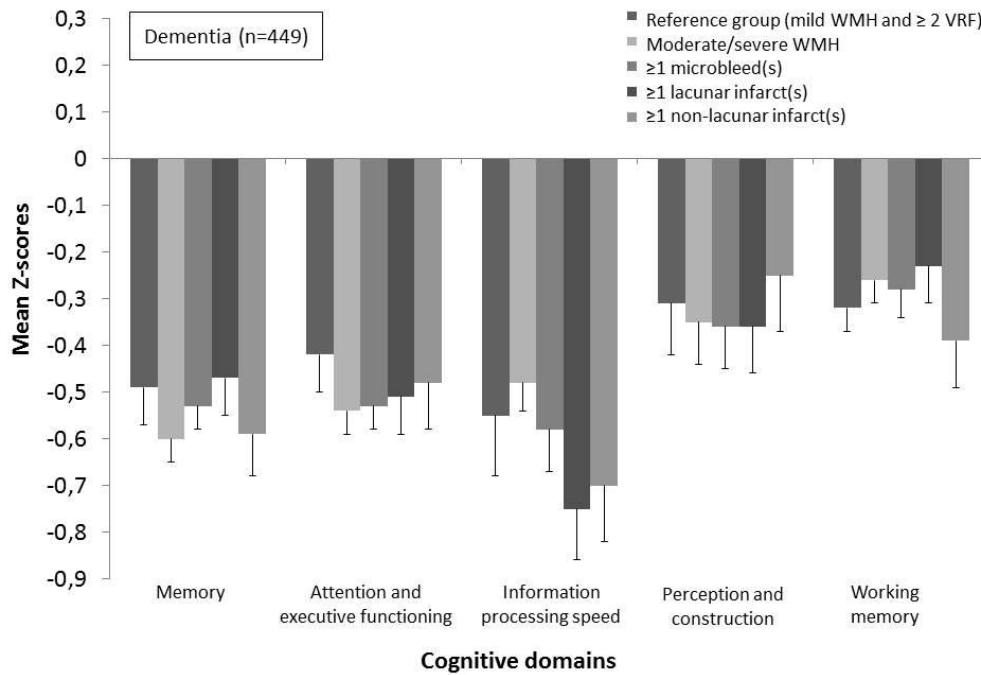 Dementia (n=449)
Reference group (mild WMH and ≥ 2 VRF)
Moderate/severe WMH
≥1 microbleed(s)
≥1 lacunar infarct(s)
≥1 non-lacunar infarct(s)
0,3
0,2
0,1
0
-0,1
-0,2
-0,3
-0,4
-0,5
-0,6
-0,7
-0,8
-0,9
Mean Z-scores
Memory
Attention and
executive functioning
Information
processing speed
Perception and
construction
Working
memory
Cognitive domains